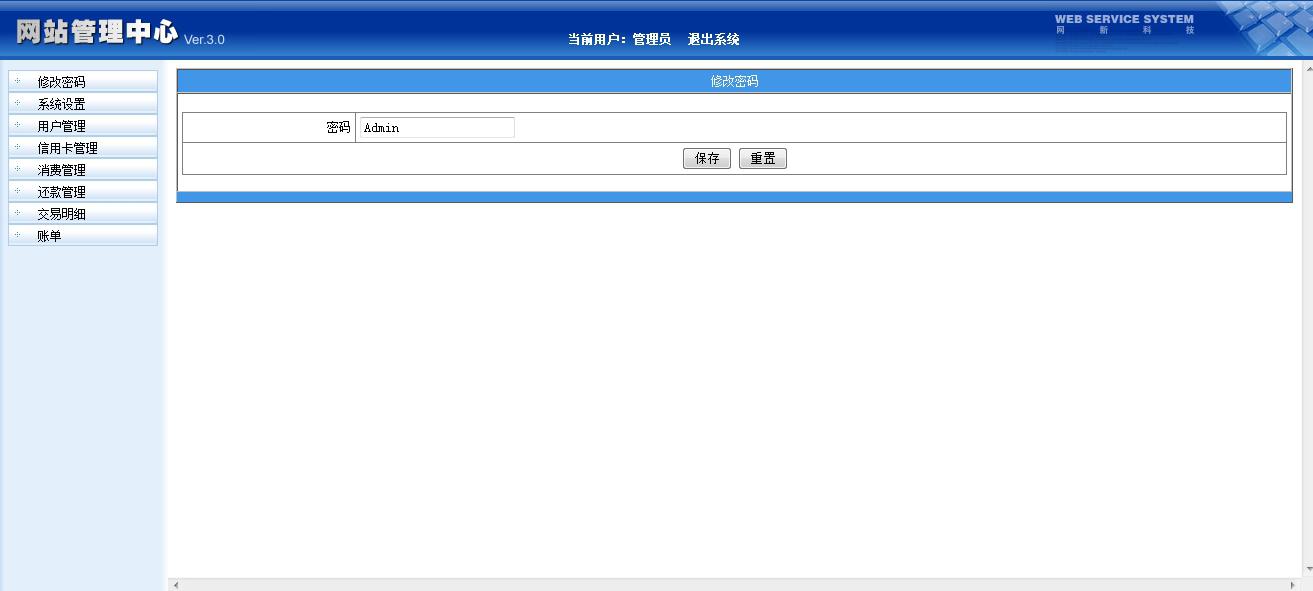 网站管理中心 Ver.3.0
当前用户：管理员 退出系统
WEB SERVICE SYSTEM
网 新 科 技
修改密码
系统设置
用户管理
信用卡管理
消费管理
还款管理
交易明细
账单
修改密码
密码 Admin
保存 重置